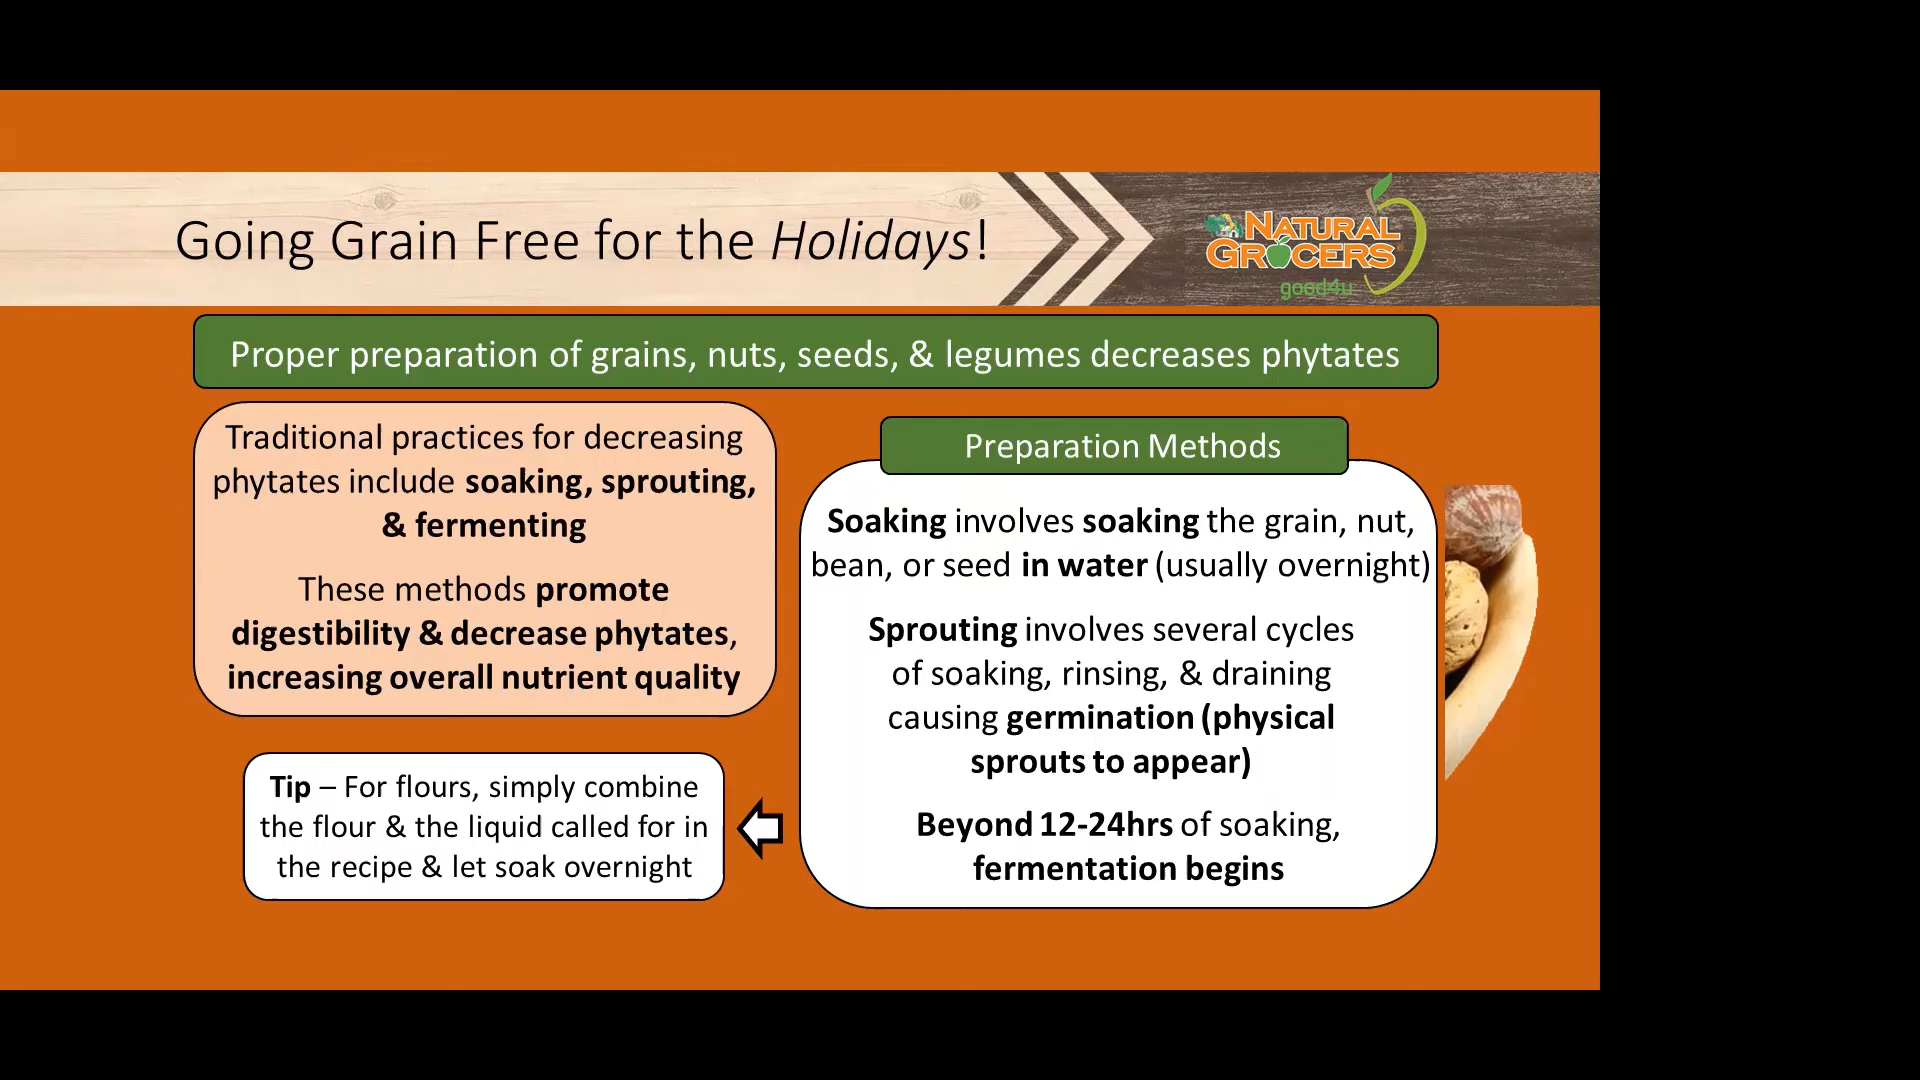 Going Grain Free for the Holidays!
NATURAL
GROCERS
good4u
Proper preparation of grains, nuts, seeds, & legumes decreases phytates
Traditional practices for decreasing
phytates include soaking, sprouting,
& fermenting
These methods promote
digestibility & decrease phytates,
increasing overall nutrient quality
Tip – For flours, simply combine
the flour & the liquid called for in
the recipe & let soak overnight
Preparation Methods
Soaking involves soaking the grain, nut,
bean, or seed in water (usually overnight)
Sprouting involves several cycles
of soaking, rinsing, & draining
causing germination (physical
sprouts to appear)
Beyond 12-24hrs of soaking,
fermentation begins